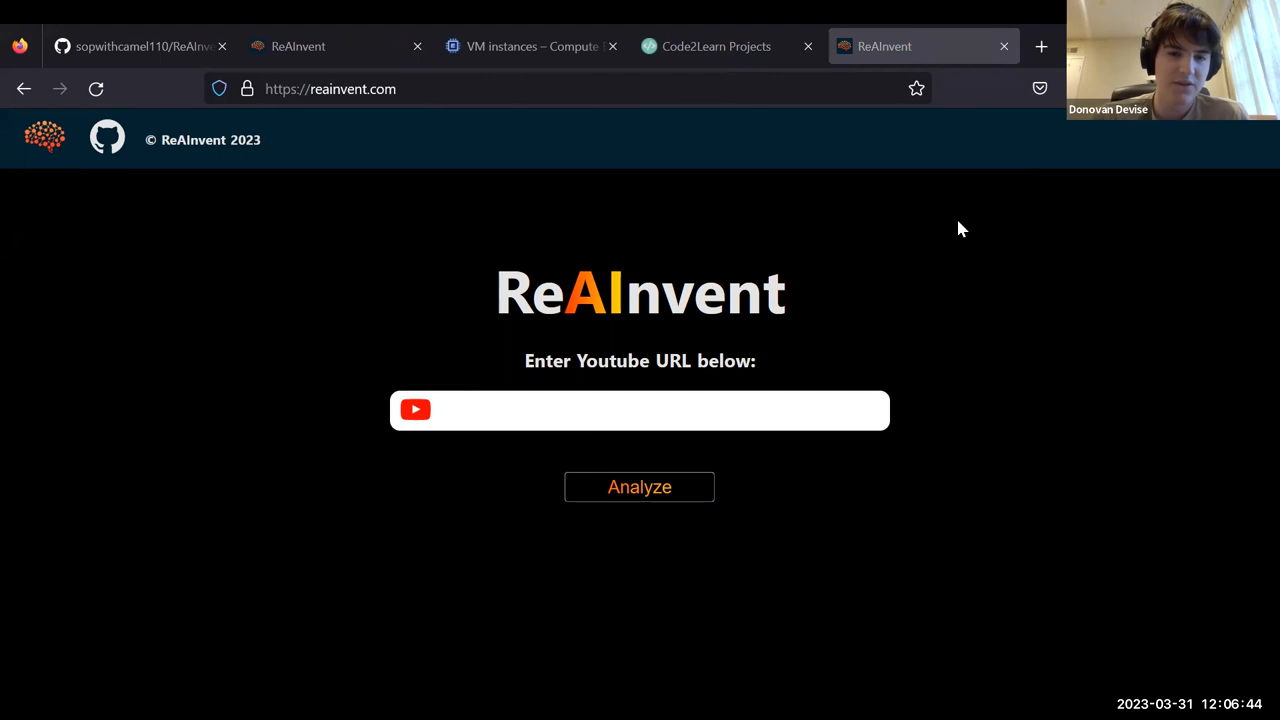 sopwithcamel110/ReAInv
ReAInvent
VM instances – Compute
Code2Learn Projects
ReAInvent
https://reainvent.com
Donovan Devise
© ReAInvent 2023
ReAInvent
Enter Youtube URL below:
Analyze
2023-03-31 12:06:44